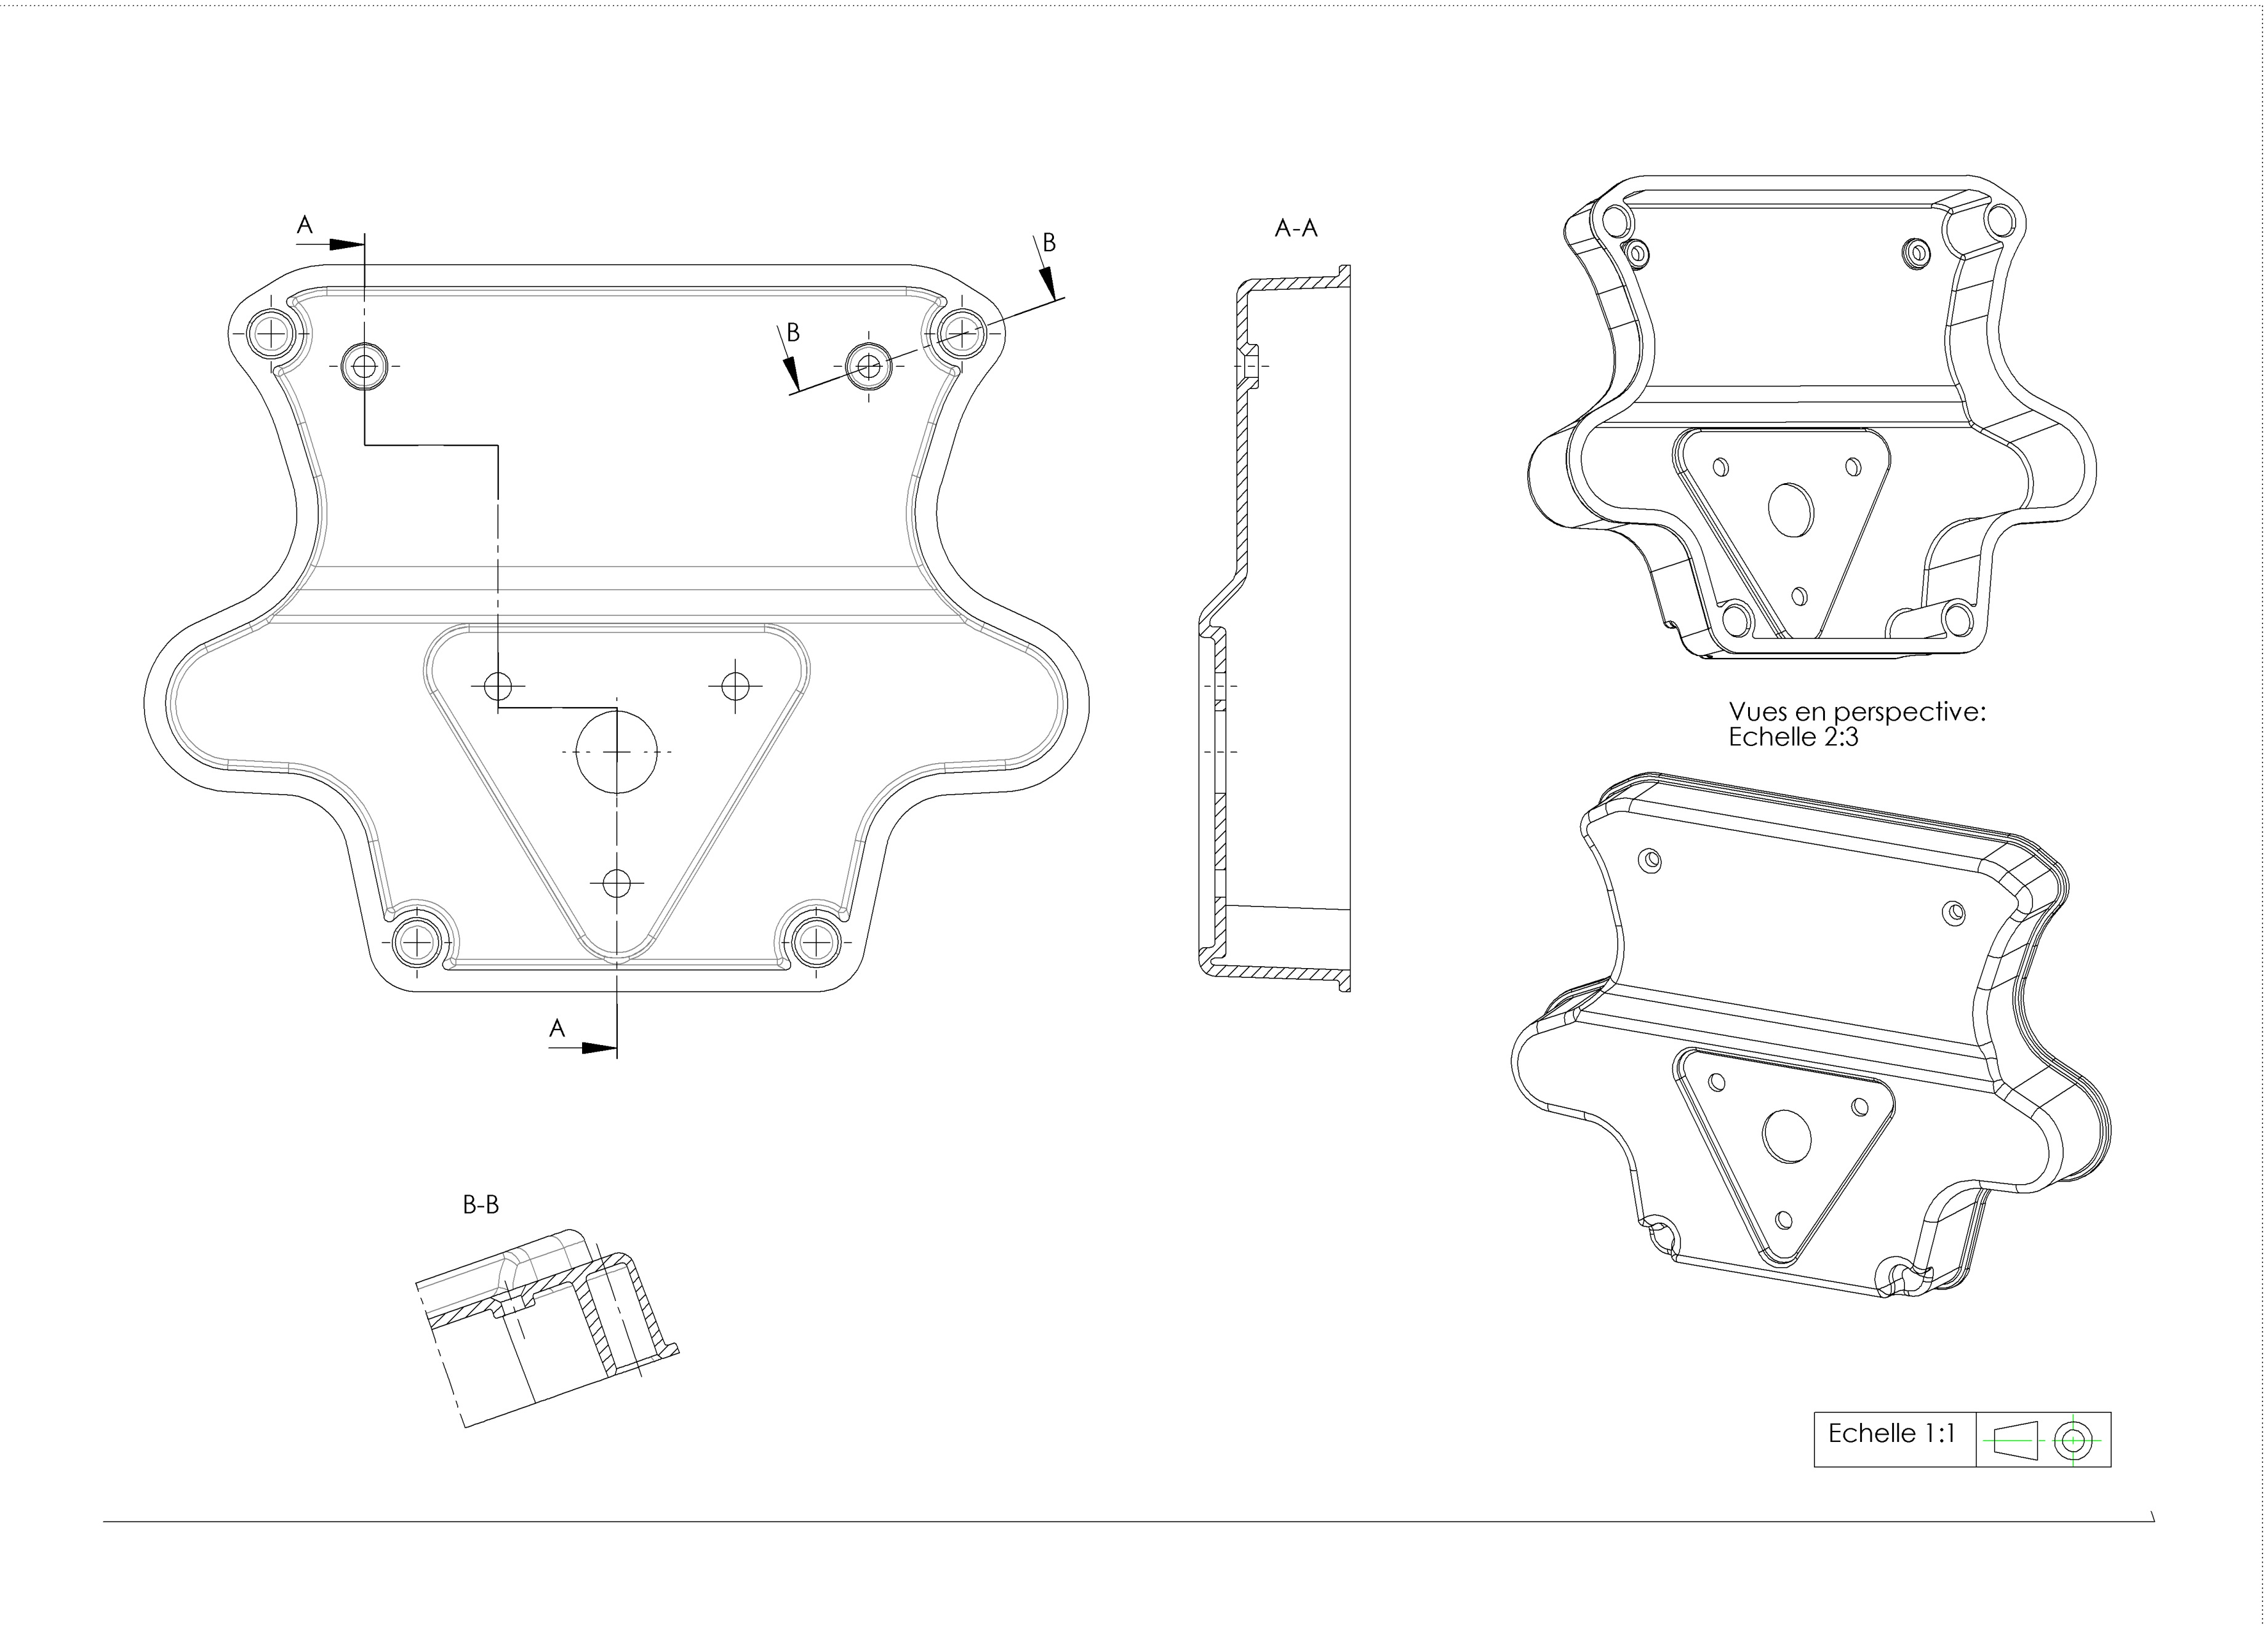 A
B
B
A-A
A
Vues en perspective:
Echelle 2:3
B-B
Echelle 1:1